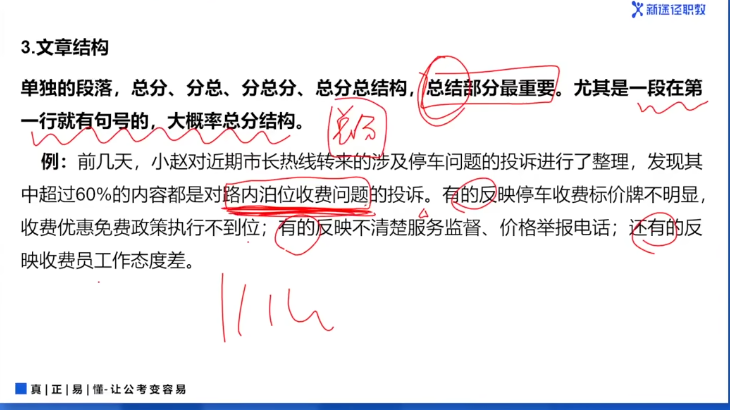 新途径职教
3.文章结构
单独的段落，总分、分总、分总分、总分总结构，总结部分最重要。尤其是一段在第
一行就有句号的，大概率总分结构。
总分
例：前几天，小赵对近期市长热线转来的涉及停车问题的投诉进行了整理，发现其
中超过60%的内容都是对路内泊位收费问题的投诉。有的反映停车收费标价牌不明显，
收费优惠免费政策执行不到位；有的反映不清楚服务监督、价格举报电话；还有的反
映收费员工作态度差。
真|正|易|懂-让公考变容易